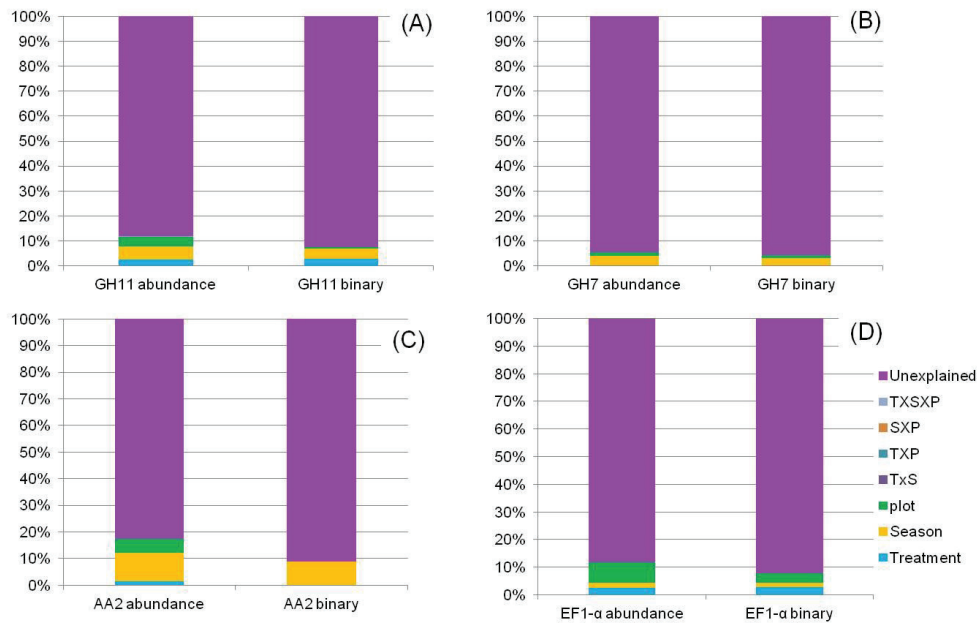 (A)
100%
90%
80%
70%
60%
50%
40%
30%
20%
10%
0%
GH11 abundance GH11 binary
(B)
100%
90%
80%
70%
60%
50%
40%
30%
20%
10%
0%
GH7 abundance GH7 binary
(C)
100%
90%
80%
70%
60%
50%
40%
30%
20%
10%
0%
AA2 abundance AA2 binary
(D)
100%
90%
80%
70%
60%
50%
40%
30%
20%
10%
0%
EF1-α abundance EF1-α binary
Unexplained
TXSXP
SXP
TXP
TxS
plot
Season
Treatment